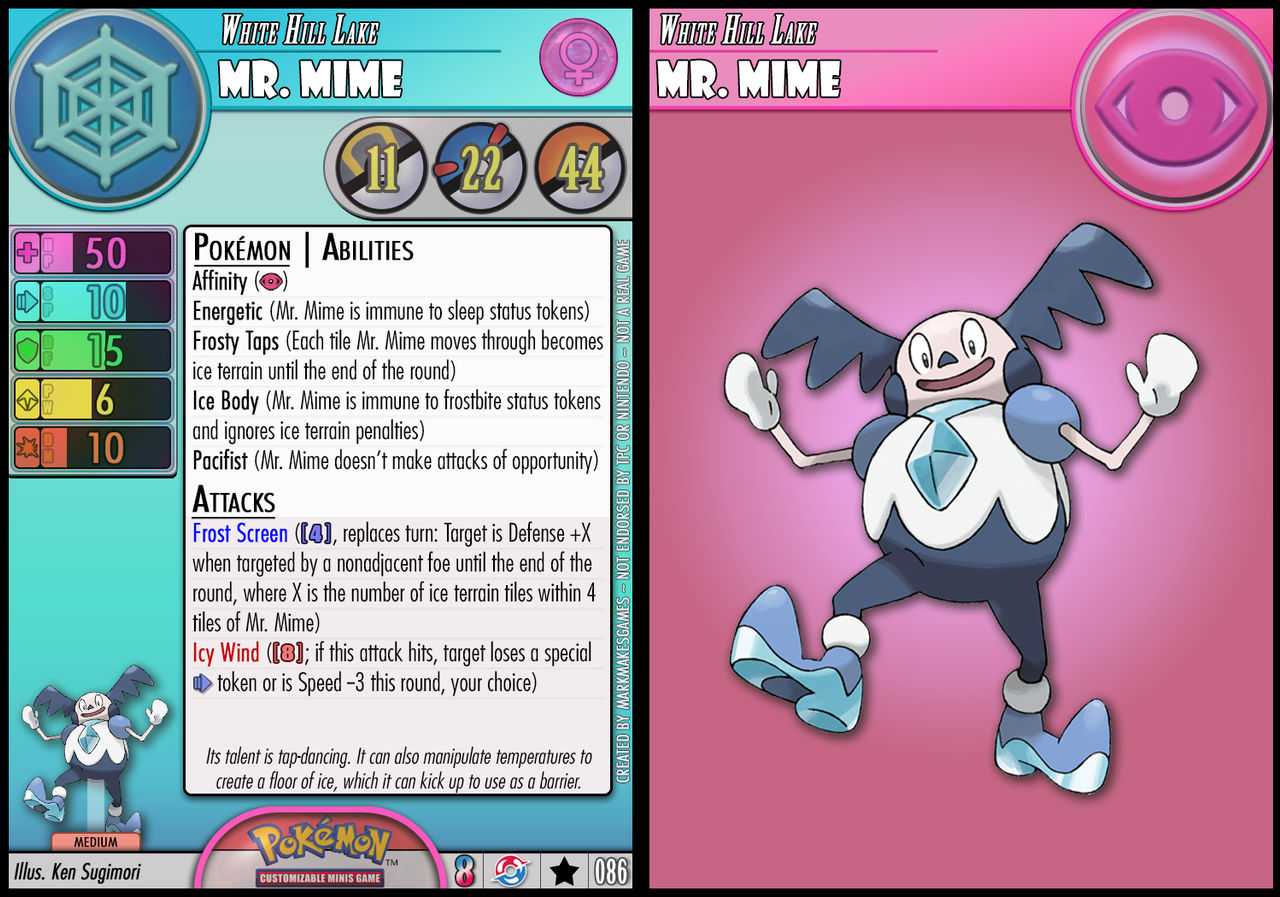 White Hill Lake
Mr. Mime
11 22 44
HP 50
SP 10
DF 15
PW 6
DM 10
Pokémon | Abilities
Affinity ( )
Energetic (Mr. Mime is immune to sleep status tokens)
Frosty Taps (Each tile Mr. Mime moves through becomes
ice terrain until the end of the round)
Ice Body (Mr. Mime is immune to frostbite status tokens
and ignores ice terrain penalties)
Pacifist (Mr. Mime doesn't make attacks of opportunity)
Attacks
Frost Screen ([4], replaces turn: Target is Defense +X
when targeted by a nonadjacent foe until the end of the
round, where X is the number of ice terrain tiles within 4
tiles of Mr. Mime)
Icy Wind ([8]; if this attack hits, target loses a special
token or is Speed -3 this round, your choice)
Its talent is tap-dancing. It can also manipulate temperatures to
create a floor of ice, which it can kick up to use as a barrier.
CREATED BY MARKMAKESGAMES – NOT ENDORSED BY TPC OR NINTENDO – NOT A REAL GAME
MEDIUM
Illus. Ken Sugimori
POKéMON™
CUSTOMIZABLE MINIS GAME
8
086
White Hill Lake
Mr. Mime